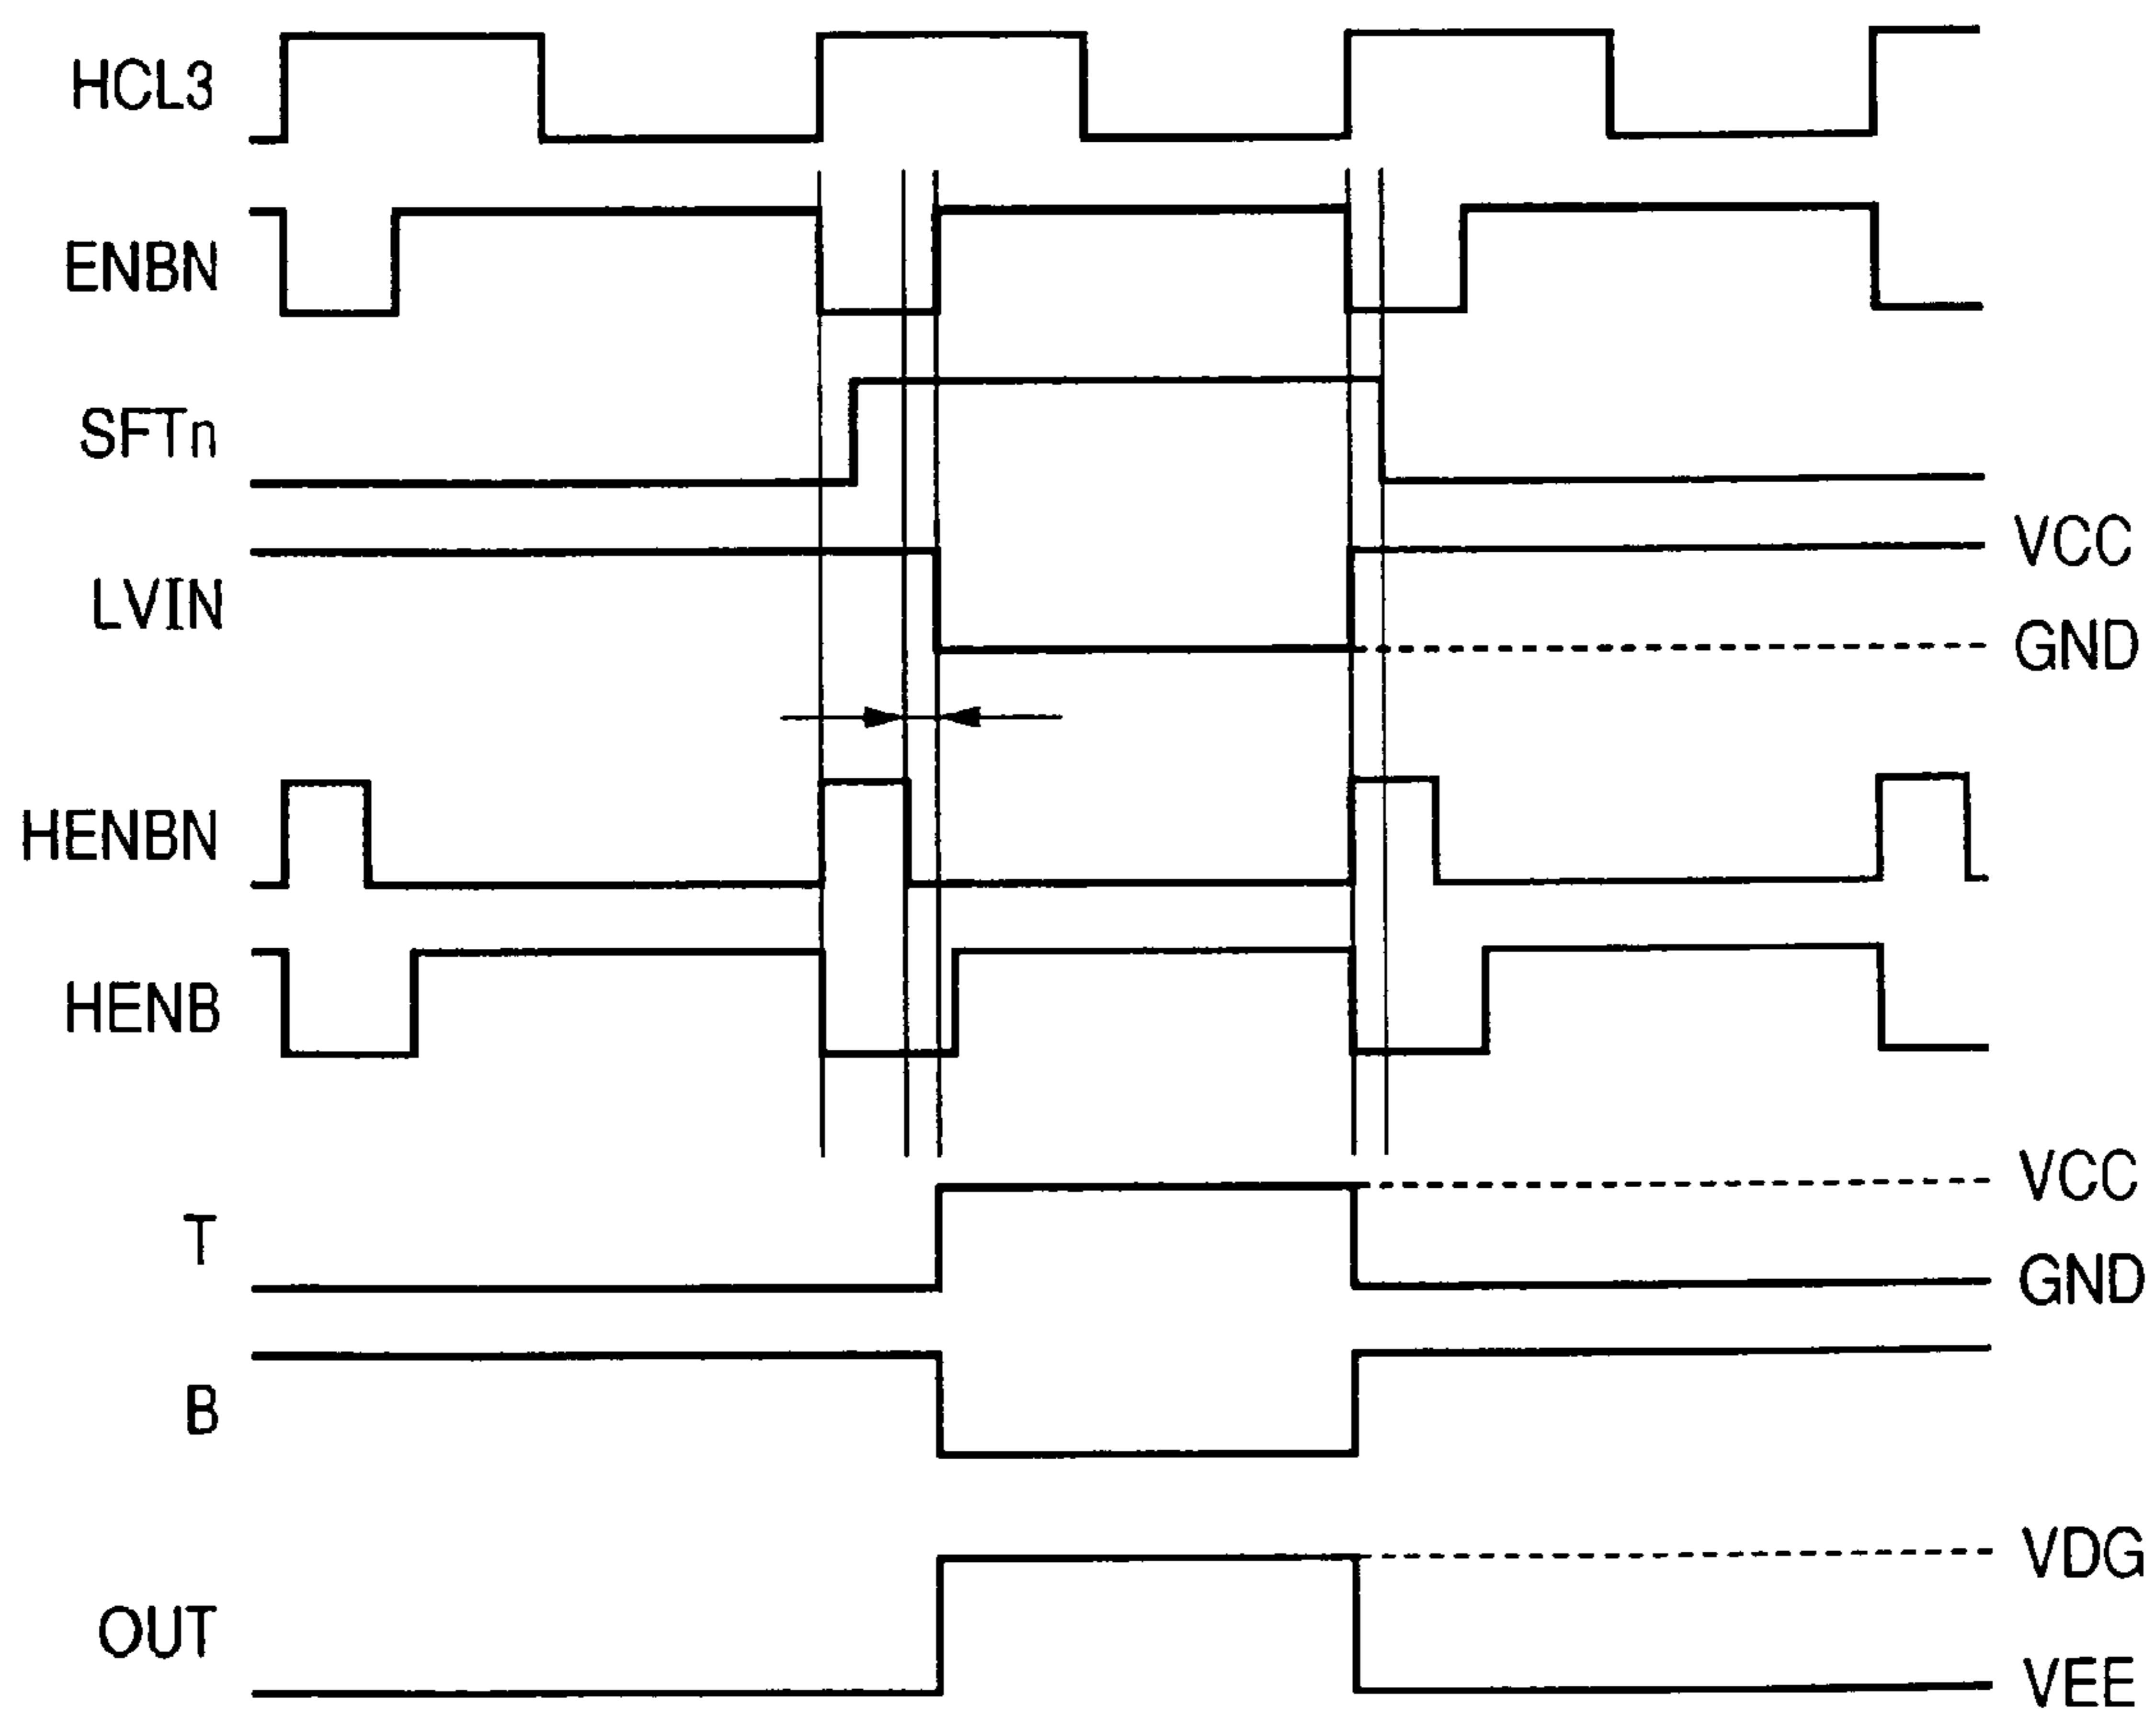 HCL3
ENBN
SFTn
VCC
LVIN
GND
HENBN
HENB
VCC
T
GND
B
VDG
OUT
VEE